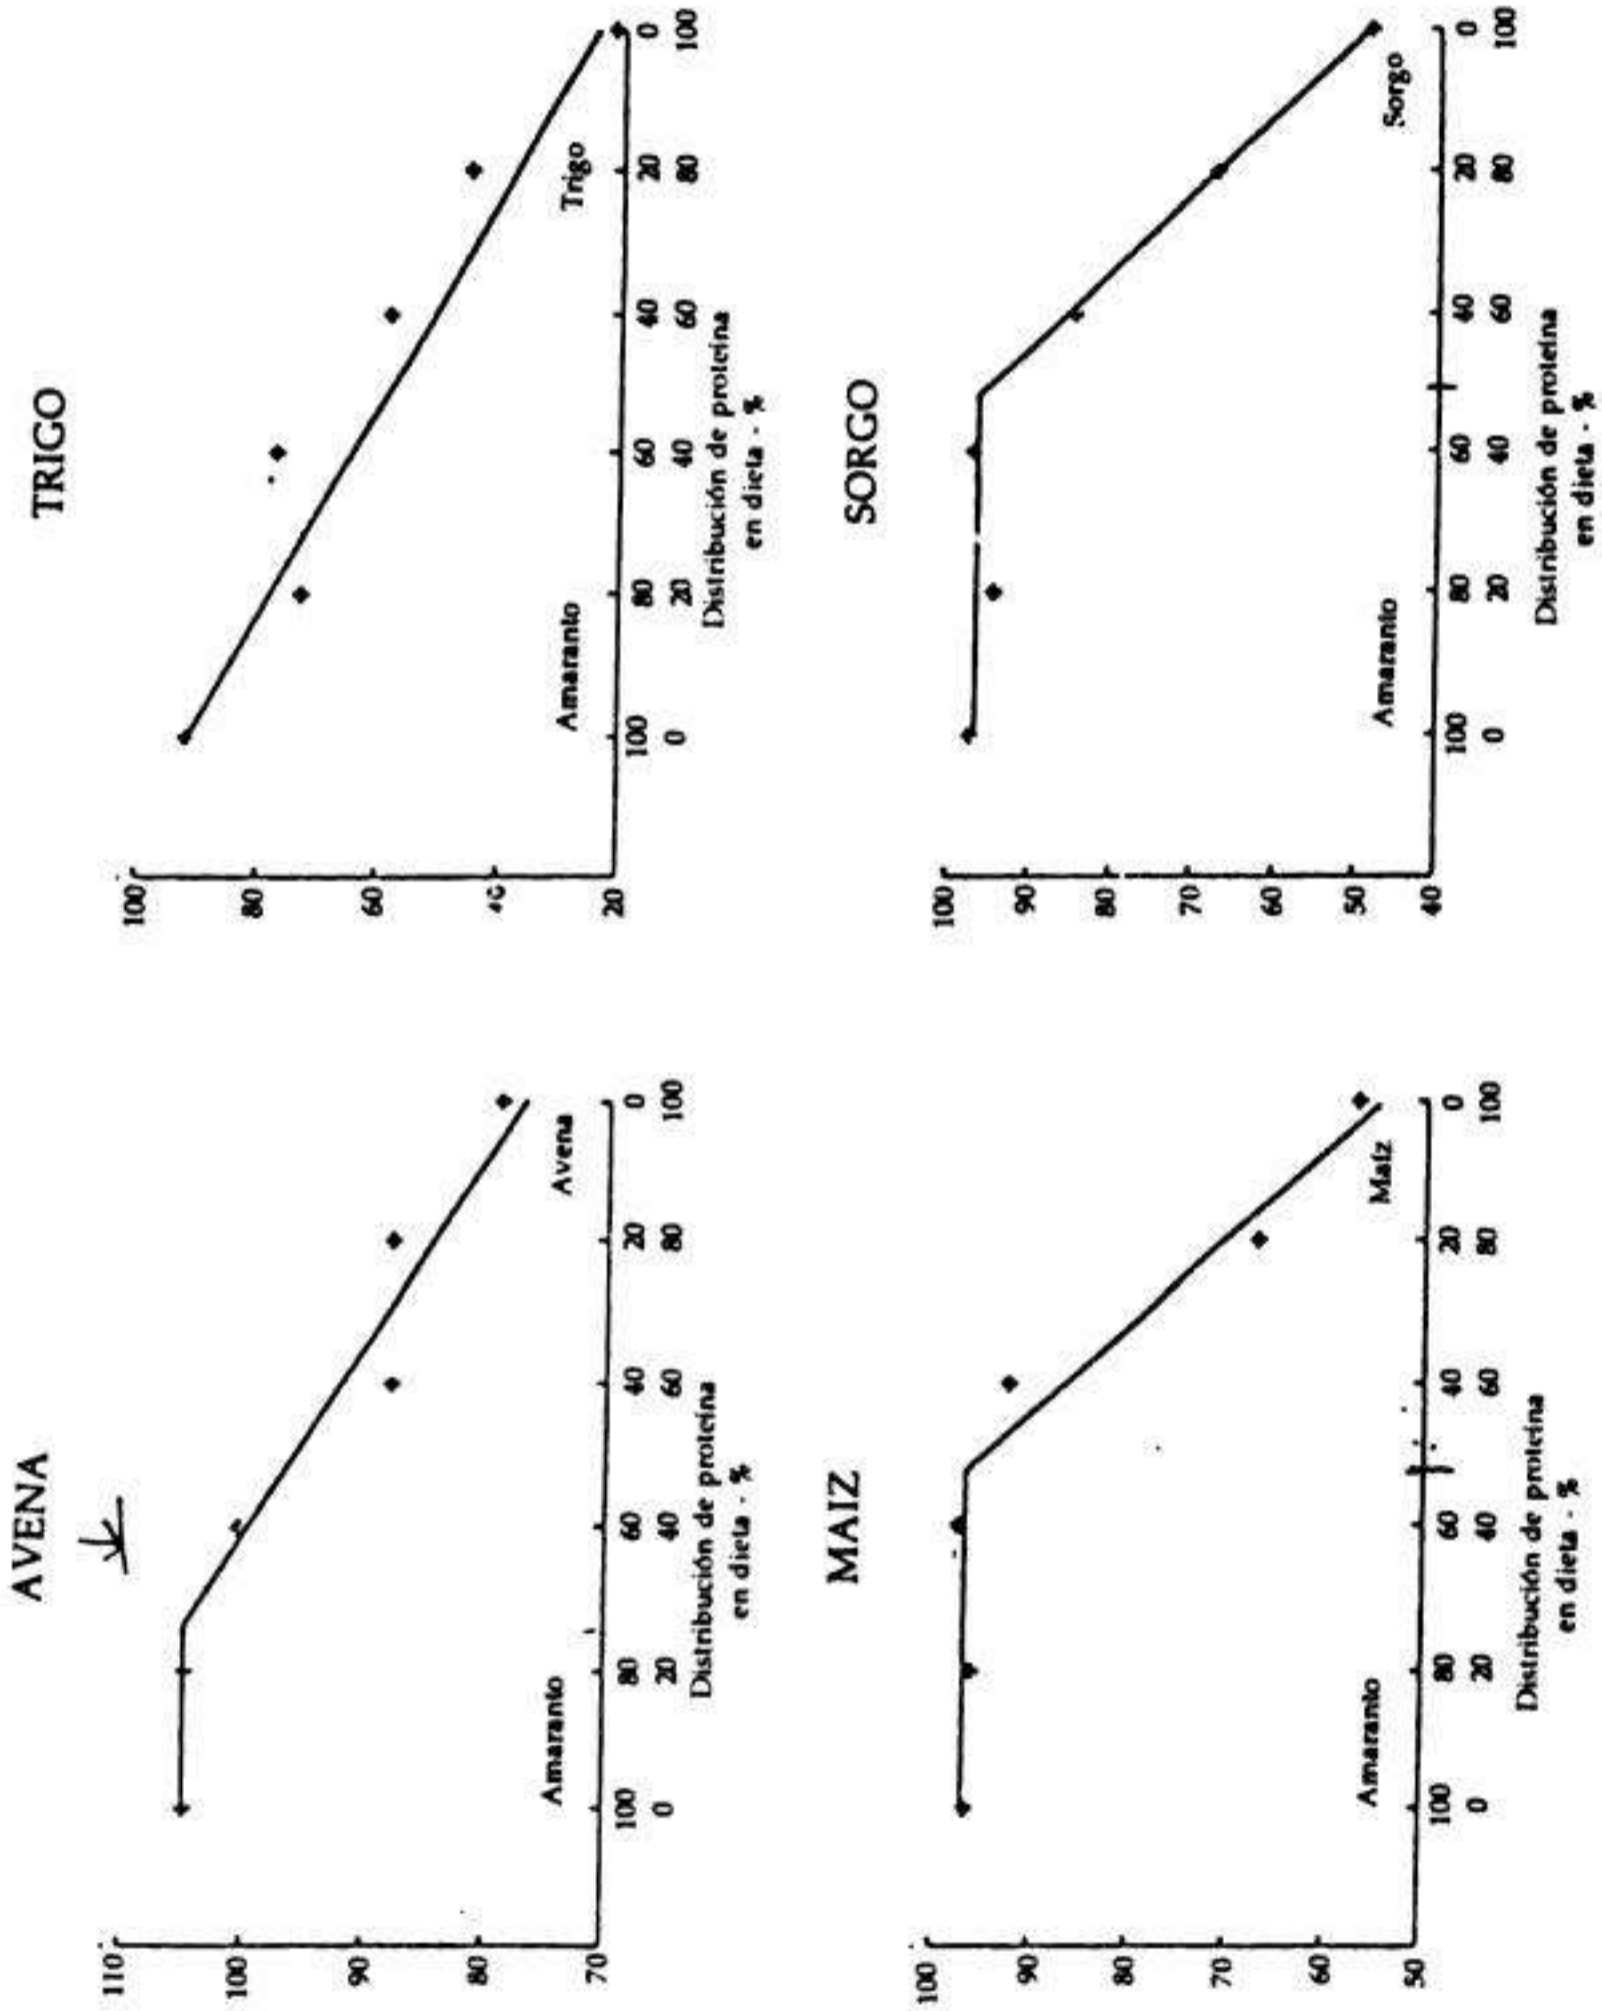 AVENA
110
100
90
80
70
Amaranto
Avena
100 80 60 40 20 0
0 20 40 60 80 100
Distribución de proteína
en dieta - %
TRIGO
100
80
60
40
20
Amaranto
Trigo
100 80 60 40 20 0
0 20 40 60 80 100
Distribución de proteína
en dieta - %
MAIZ
100
90
80
70
60
50
Amaranto
Maíz
100 80 60 40 20 0
0 20 40 60 80 100
Distribución de proteína
en dieta - %
SORGO
100
90
80
70
60
50
40
Amaranto
Sorgo
100 80 60 40 20 0
0 20 40 60 80 100
Distribución de proteína
en dieta - %